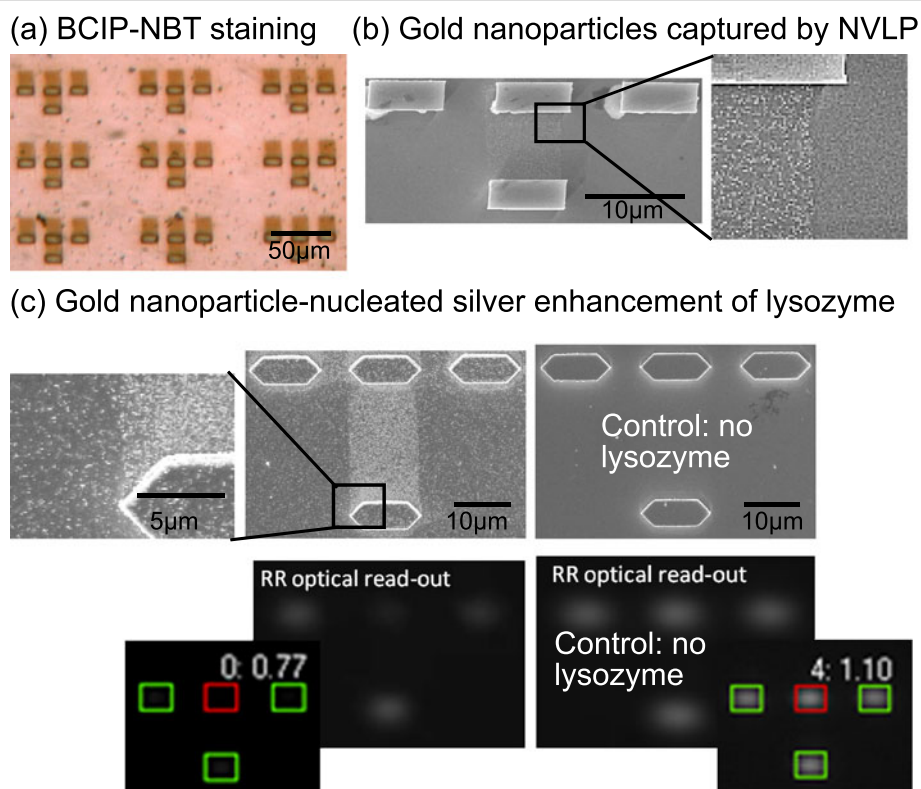 (a) BCIP-NBT staining
(b) Gold nanoparticles captured by NVLP
50µm
10µm
(c) Gold nanoparticle-nucleated silver enhancement of lysozyme
5µm
10µm
Control: no
lysozyme
10µm
RR optical read-out
0: 0.77
RR optical read-out
Control: no
lysozyme
4: 1.10